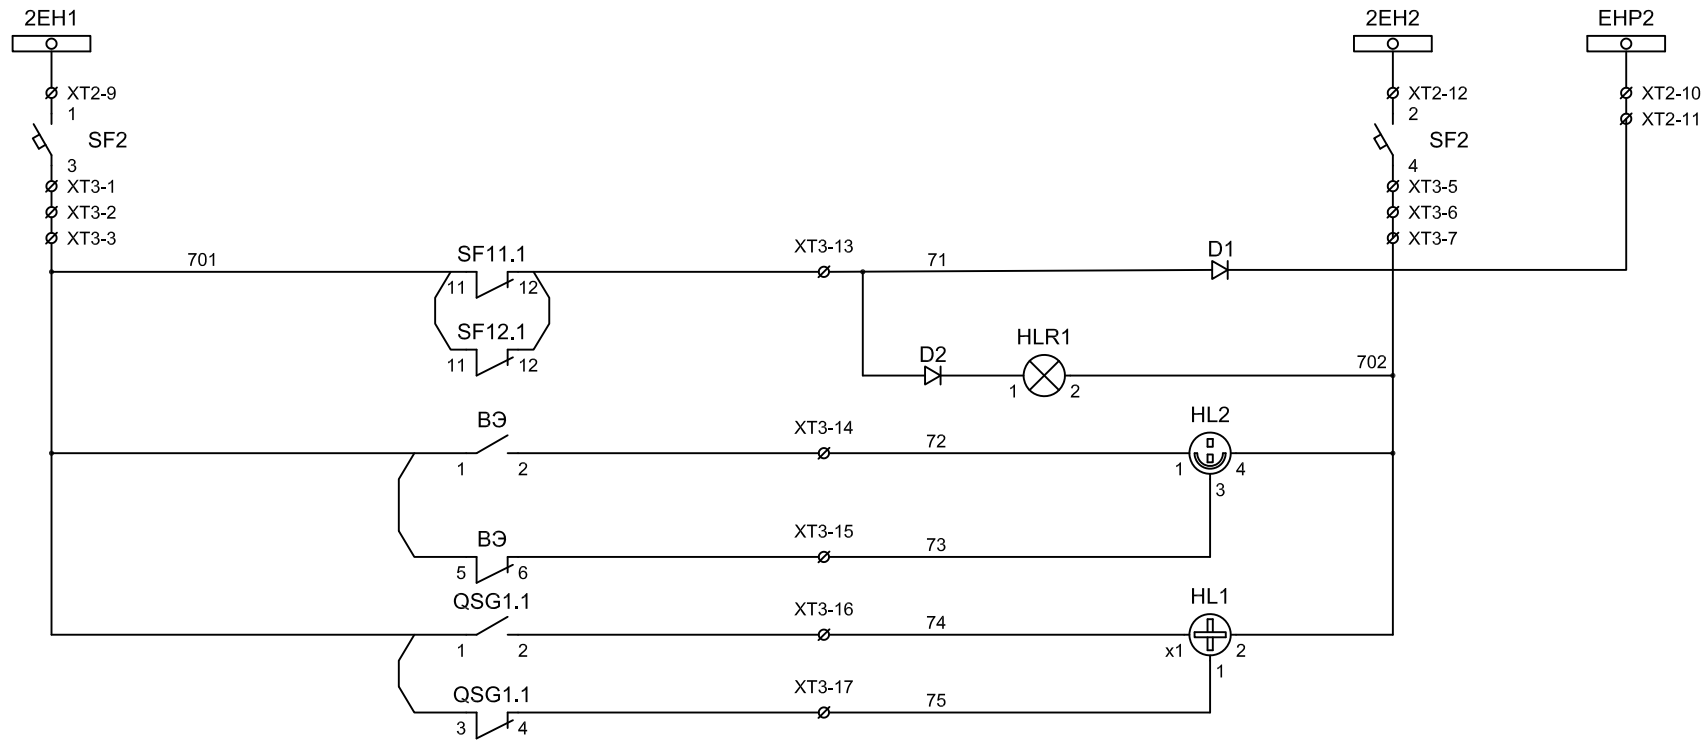 2EH1 2EH2 EHP2
XT2-9 XT2-12 XT2-10
1 2 XT2-11
SF2 SF2
3 4
XT3-1 XT3-5
XT3-2 XT3-6
XT3-3 XT3-7
701 SF11.1 XT3-13 71 D1
11 12
SF12.1 D2 HLR1 702
11 12 1 2
ВЭ XT3-14 72 HL2
1 2 1 4
3
ВЭ XT3-15 73
5 6
QSG1.1 XT3-16 74 HL1
1 2 x1 2
1
QSG1.1 XT3-17 75
3 4